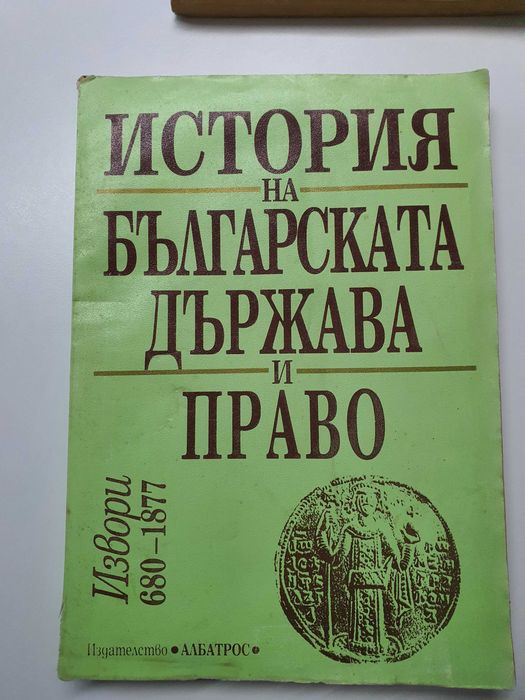 ИСТОРИЯ
НА
БЪЛГАРСКАТА
ДЪРЖАВА
И
ПРАВО
Извори
680–1877
Издателство • АЛБАТРОС •